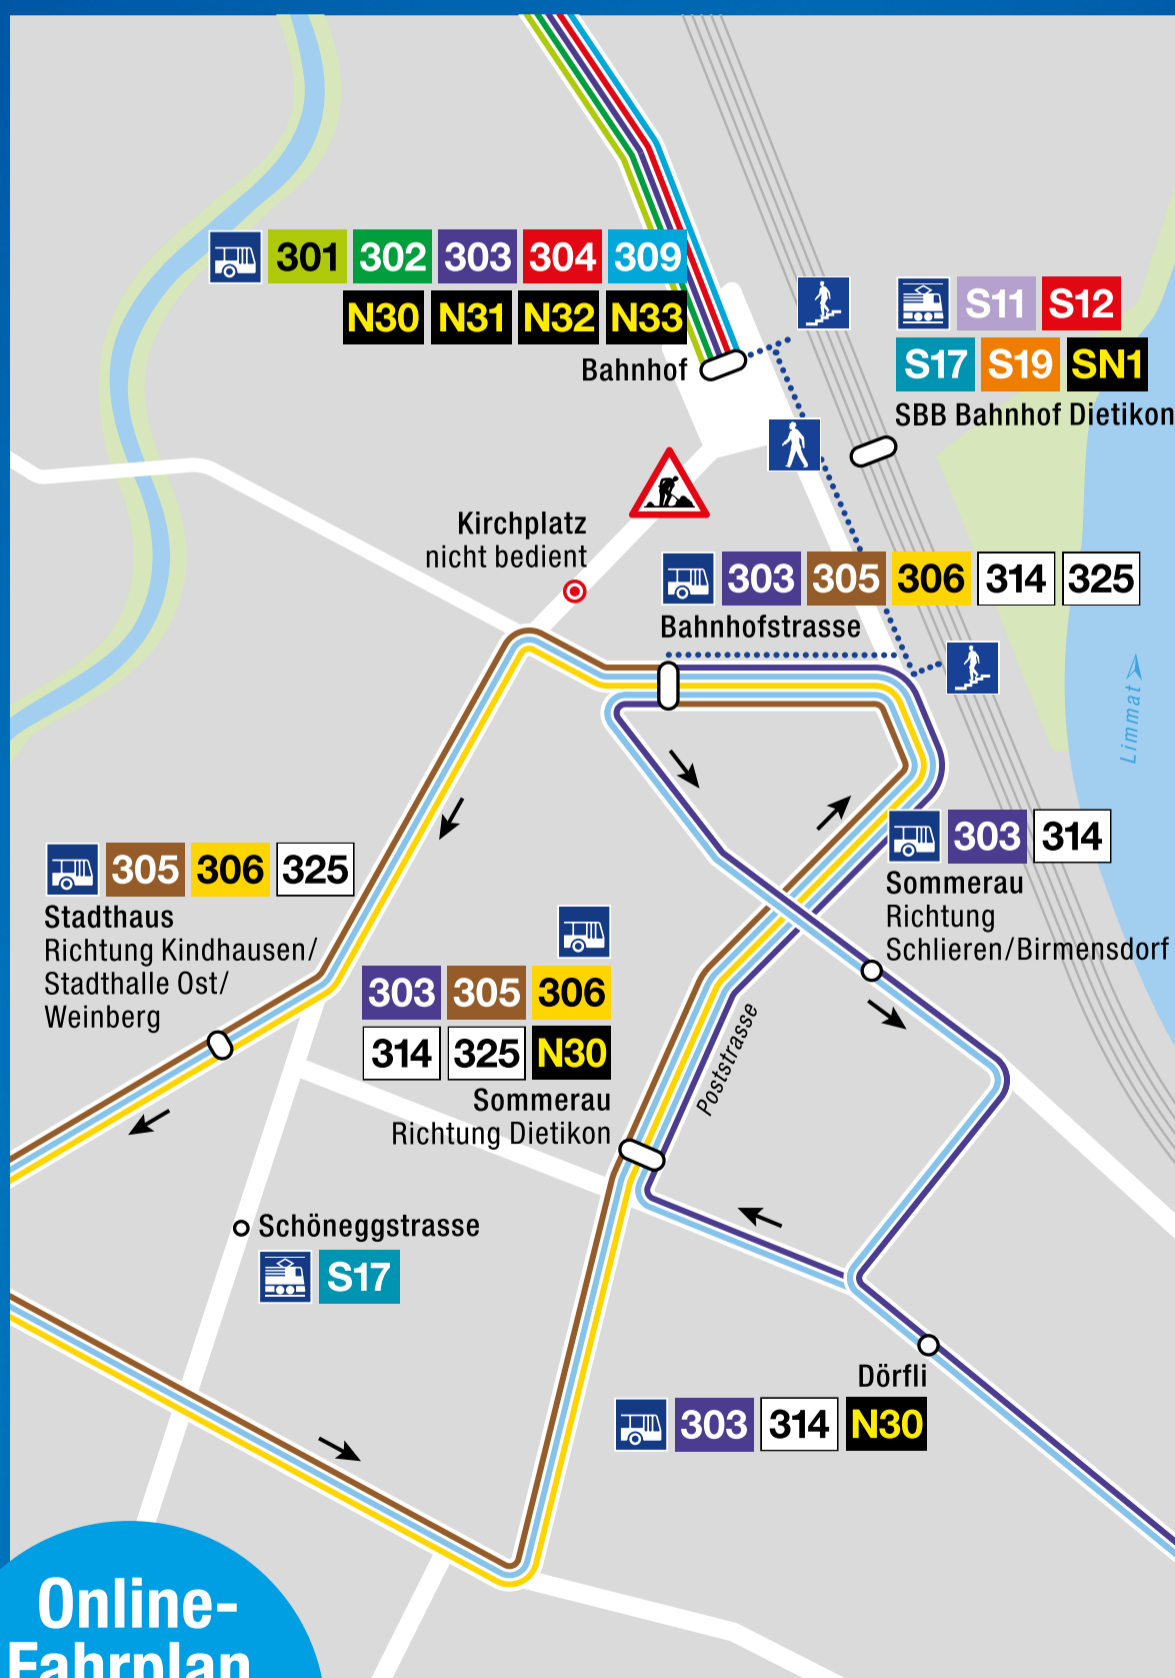 301 302 303 304 309
N30 N31 N32 N33
Bahnhof
S11 S12
S17 S19 SN1
SBB Bahnhof Dietikon
Kirchplatz
nicht bedient
303 305 306 314 325
Bahnhofstrasse
Limmat
305 306 325
Stadthaus
Richtung Kindhausen/
Stadthalle Ost/
Weinberg
303 314
Sommerau
Richtung
Schlieren/Birmensdorf
303 305 306
314 325 N30
Sommerau
Richtung Dietikon
Poststrasse
Schöneggstrasse
S17
Dörfli
303 314 N30
Online-
Fahrplan